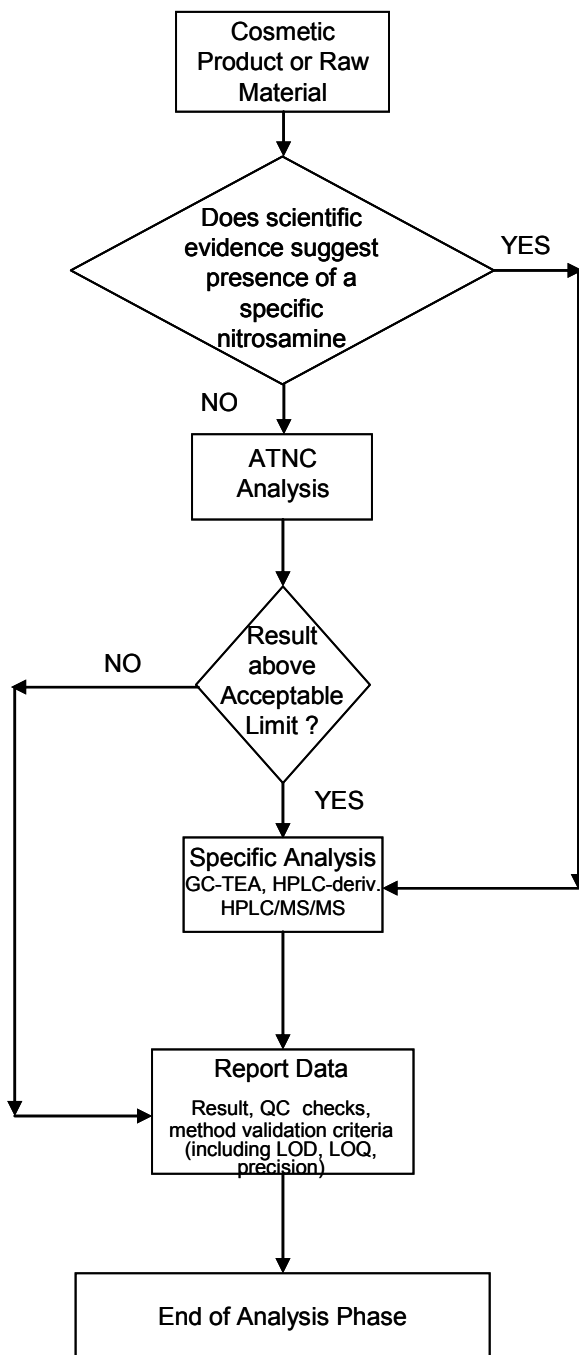 Cosmetic
Product or Raw
Material
Does scientific
evidence suggest
presence of a
specific
nitrosamine
YES
NO
ATNC
Analysis
Result
above
Acceptable
Limit ?
NO
YES
Specific Analysis
GC-TEA, HPLC-deriv.
HPLC/MS/MS
Report Data
Result, QC checks,
method validation criteria
(including LOD, LOQ,
precision)
End of Analysis Phase